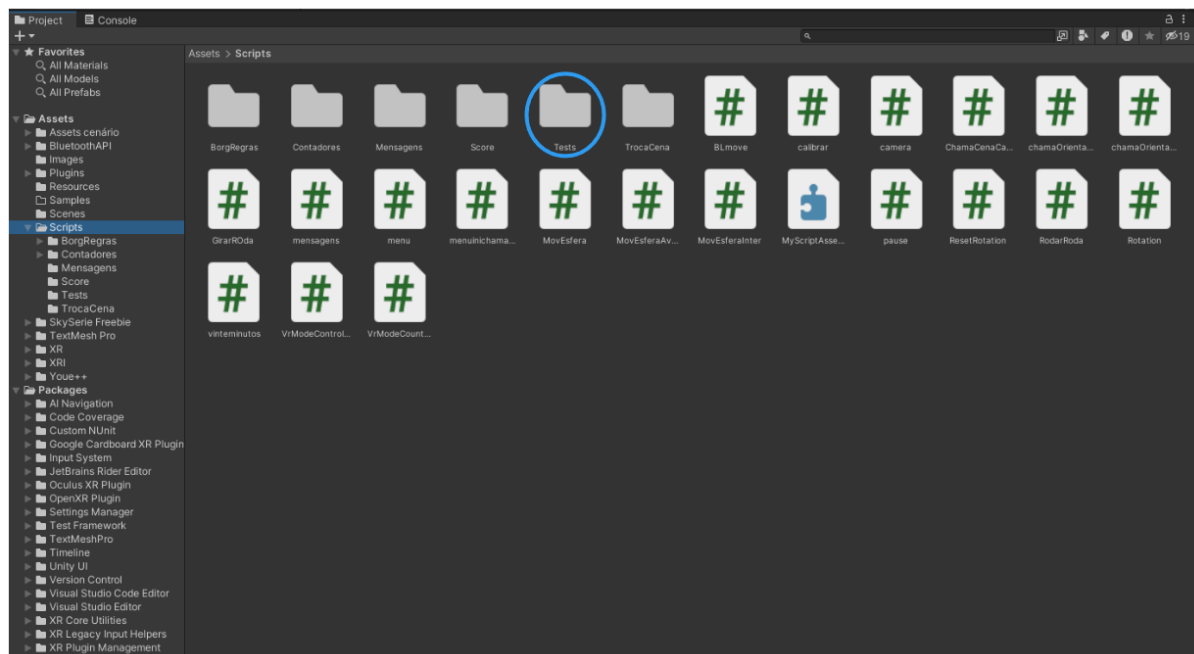 Project
Console
19
Favorites
All Materials
All Models
All Prefabs
Assets
Assets cenário
BluetoothAPI
Images
Plugins
Resources
Samples
Scenes
Scripts
BorgRegras
Contadores
Mensagens
Score
Tests
TrocaCena
SkySerie Freebie
TextMesh Pro
XR
XRI
Youe++
Packages
AI Navigation
Code Coverage
Custom NUnit
Google Cardboard XR Plugin
Input System
JetBrains Rider Editor
Oculus XR Plugin
OpenXR Plugin
Settings Manager
Test Framework
TextMeshPro
Timeline
Unity UI
Version Control
Visual Studio Code Editor
Visual Studio Editor
XR Core Utilities
XR Legacy Input Helpers
XR Plugin Management
Assets > Scripts
BorgRegras Contadores Mensagens Score Tests TrocaCena BLmove calibrar camera ChamaCenaCa... chamaOrienta... chamaOrienta...
GirarROda mensagens menu menuinichama... MovEsfera MovEsferaAv... MovEsferaInter MyScriptAsse... pause ResetRotation RodarRoda Rotation
vinteminutos VrModeControl... VrModeCount...